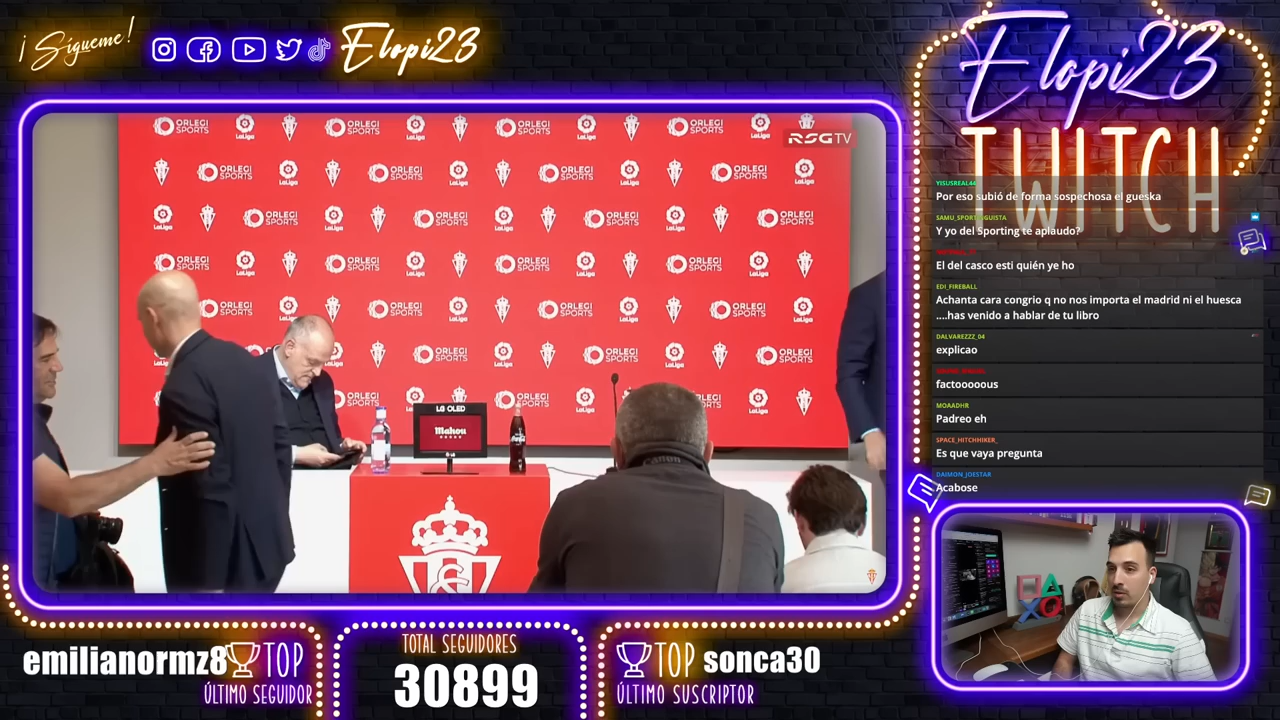 ¡Sígueme!
Elopi23
Elopi23
TWITCH
RSGTV
ORLEGI SPORTS
LaLiga
LG OLED
Mahou
YISUSREAL44
Por eso subió de forma sospechosa el gueska
Y yo del Sporting te aplaudo?
El del casco esti quién ye ho
EDI_FIREBALL
Achanta cara congrio q no nos importa el madrid ni el huesca
....has venido a hablar de tu libro
DALVAREZZZ_04
explicao
factooooous
MOAADHR
Padreo eh
SPACE_HITCHHIKER_
Es que vaya pregunta
DAIMON_JOESTAR
Acabose
emilianormz8
TOP
ÚLTIMO SEGUIDOR
TOTAL SEGUIDORES
30899
TOP
sonca30
ÚLTIMO SUSCRIPTOR